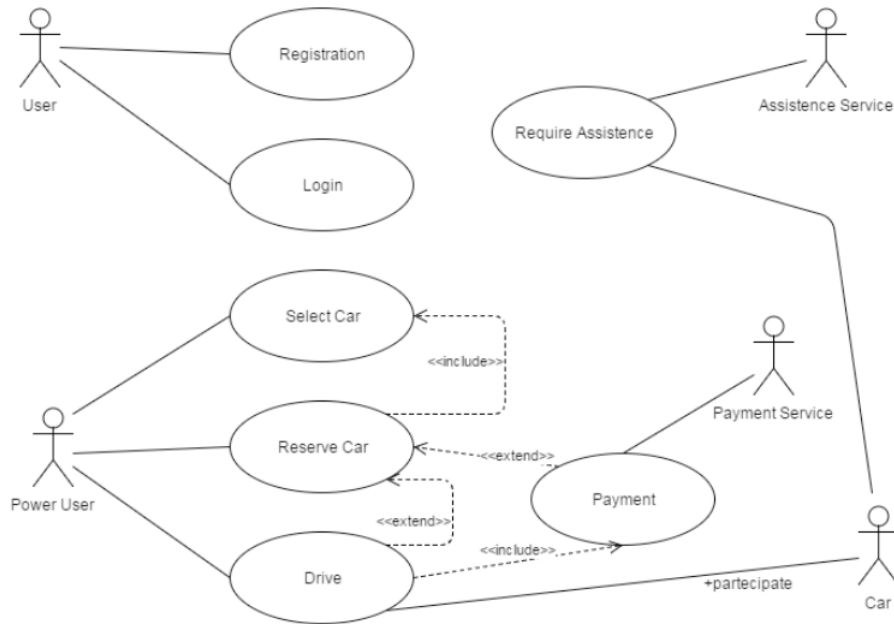 Registration
User
Assistence Service
Require Assistence
Login
Select Car
<<include>>
Payment Service
Reserve Car
<<extend>>
Power User
Payment
<<extend>>
<<include>>
Drive
+partecipate
Car